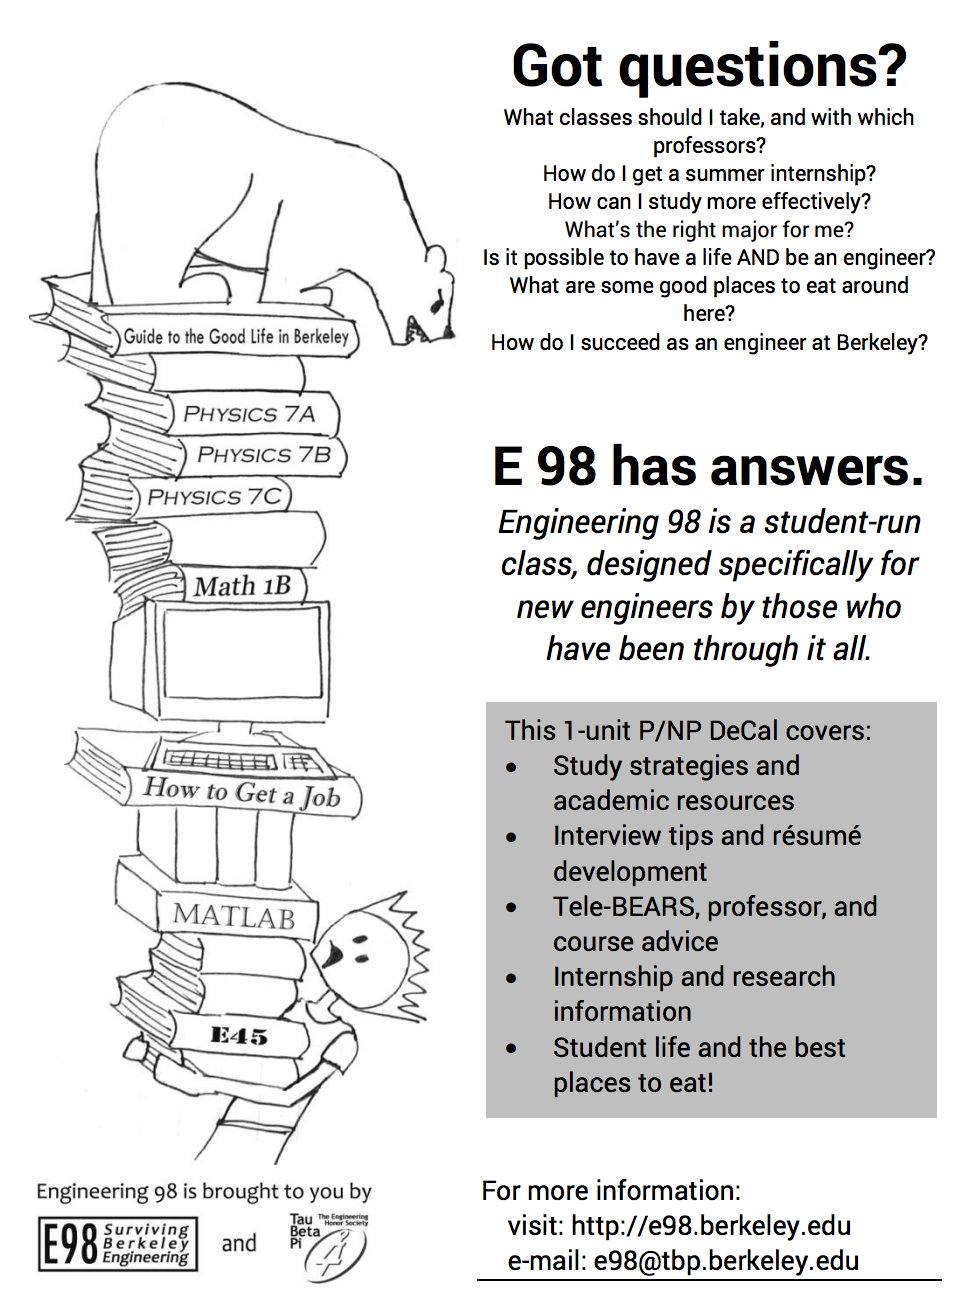 Got questions?
What classes should I take, and with which
professors?
How do I get a summer internship?
How can I study more effectively?
What's the right major for me?
Is it possible to have a life AND be an engineer?
What are some good places to eat around
here?
How do I succeed as an engineer at Berkeley?
E 98 has answers.
Engineering 98 is a student-run
class, designed specifically for
new engineers by those who
have been through it all.
This 1-unit P/NP DeCal covers:
• Study strategies and
academic resources
• Interview tips and résumé
development
• Tele-BEARS, professor, and
course advice
• Internship and research
information
• Student life and the best
places to eat!
For more information:
visit: http://e98.berkeley.edu
e-mail: e98@tbp.berkeley.edu
Guide to the Good Life in Berkeley
PHYSICS 7A
PHYSICS 7B
PHYSICS 7C
Math 1B
How to Get a Job
MATLAB
E45
Engineering 98 is brought to you by
E98 Surviving
Berkeley
Engineering
and
Tau
Beta
Pi
The Engineering
Honor Society